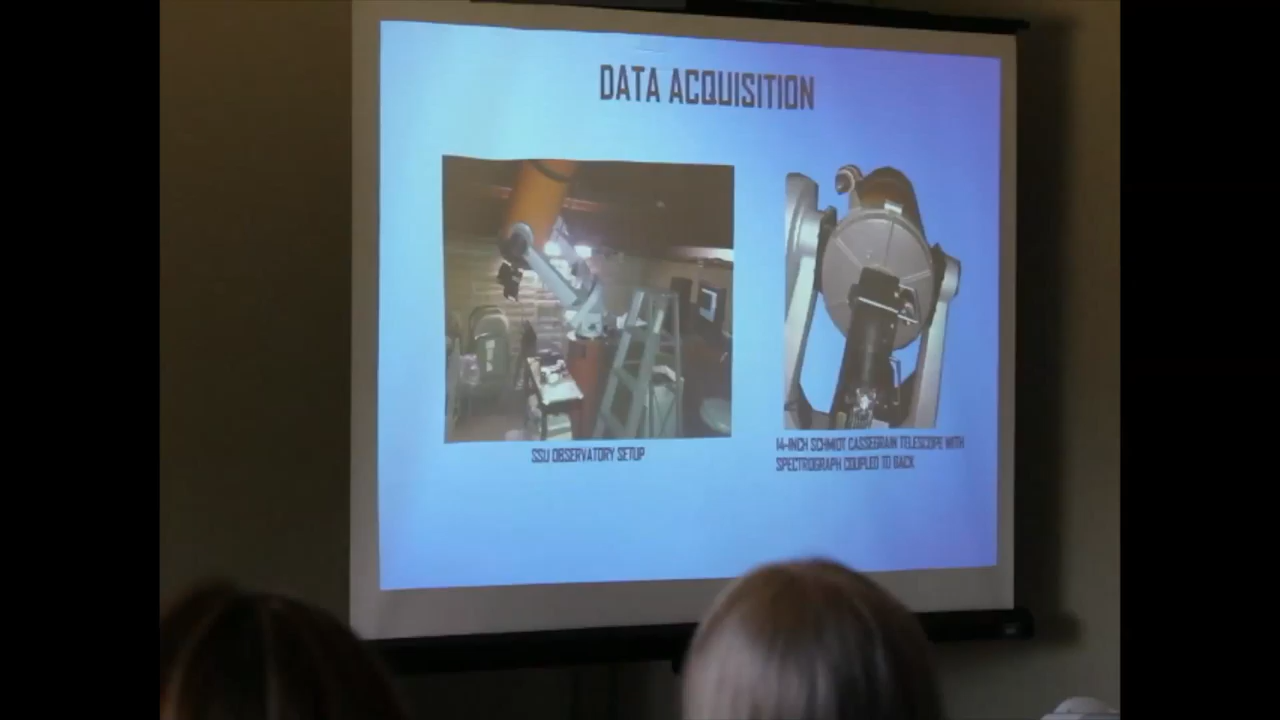 DATA ACQUISITION
SSU OBSERVATORY SETUP
14-INCH SCHMIDT CASSEGRAIN TELESCOPE WITH
SPECTROGRAPH COUPLED TO BACK